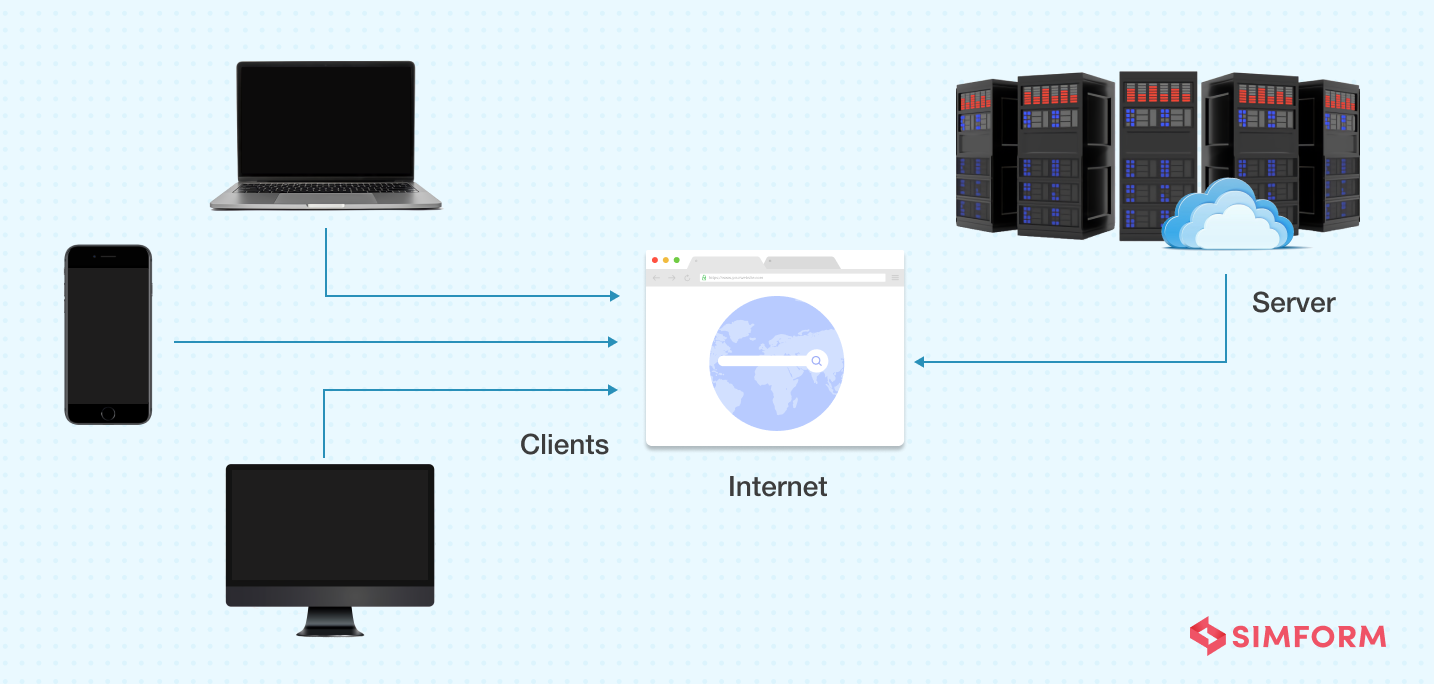 Server
Clients
Internet
SIMFORM